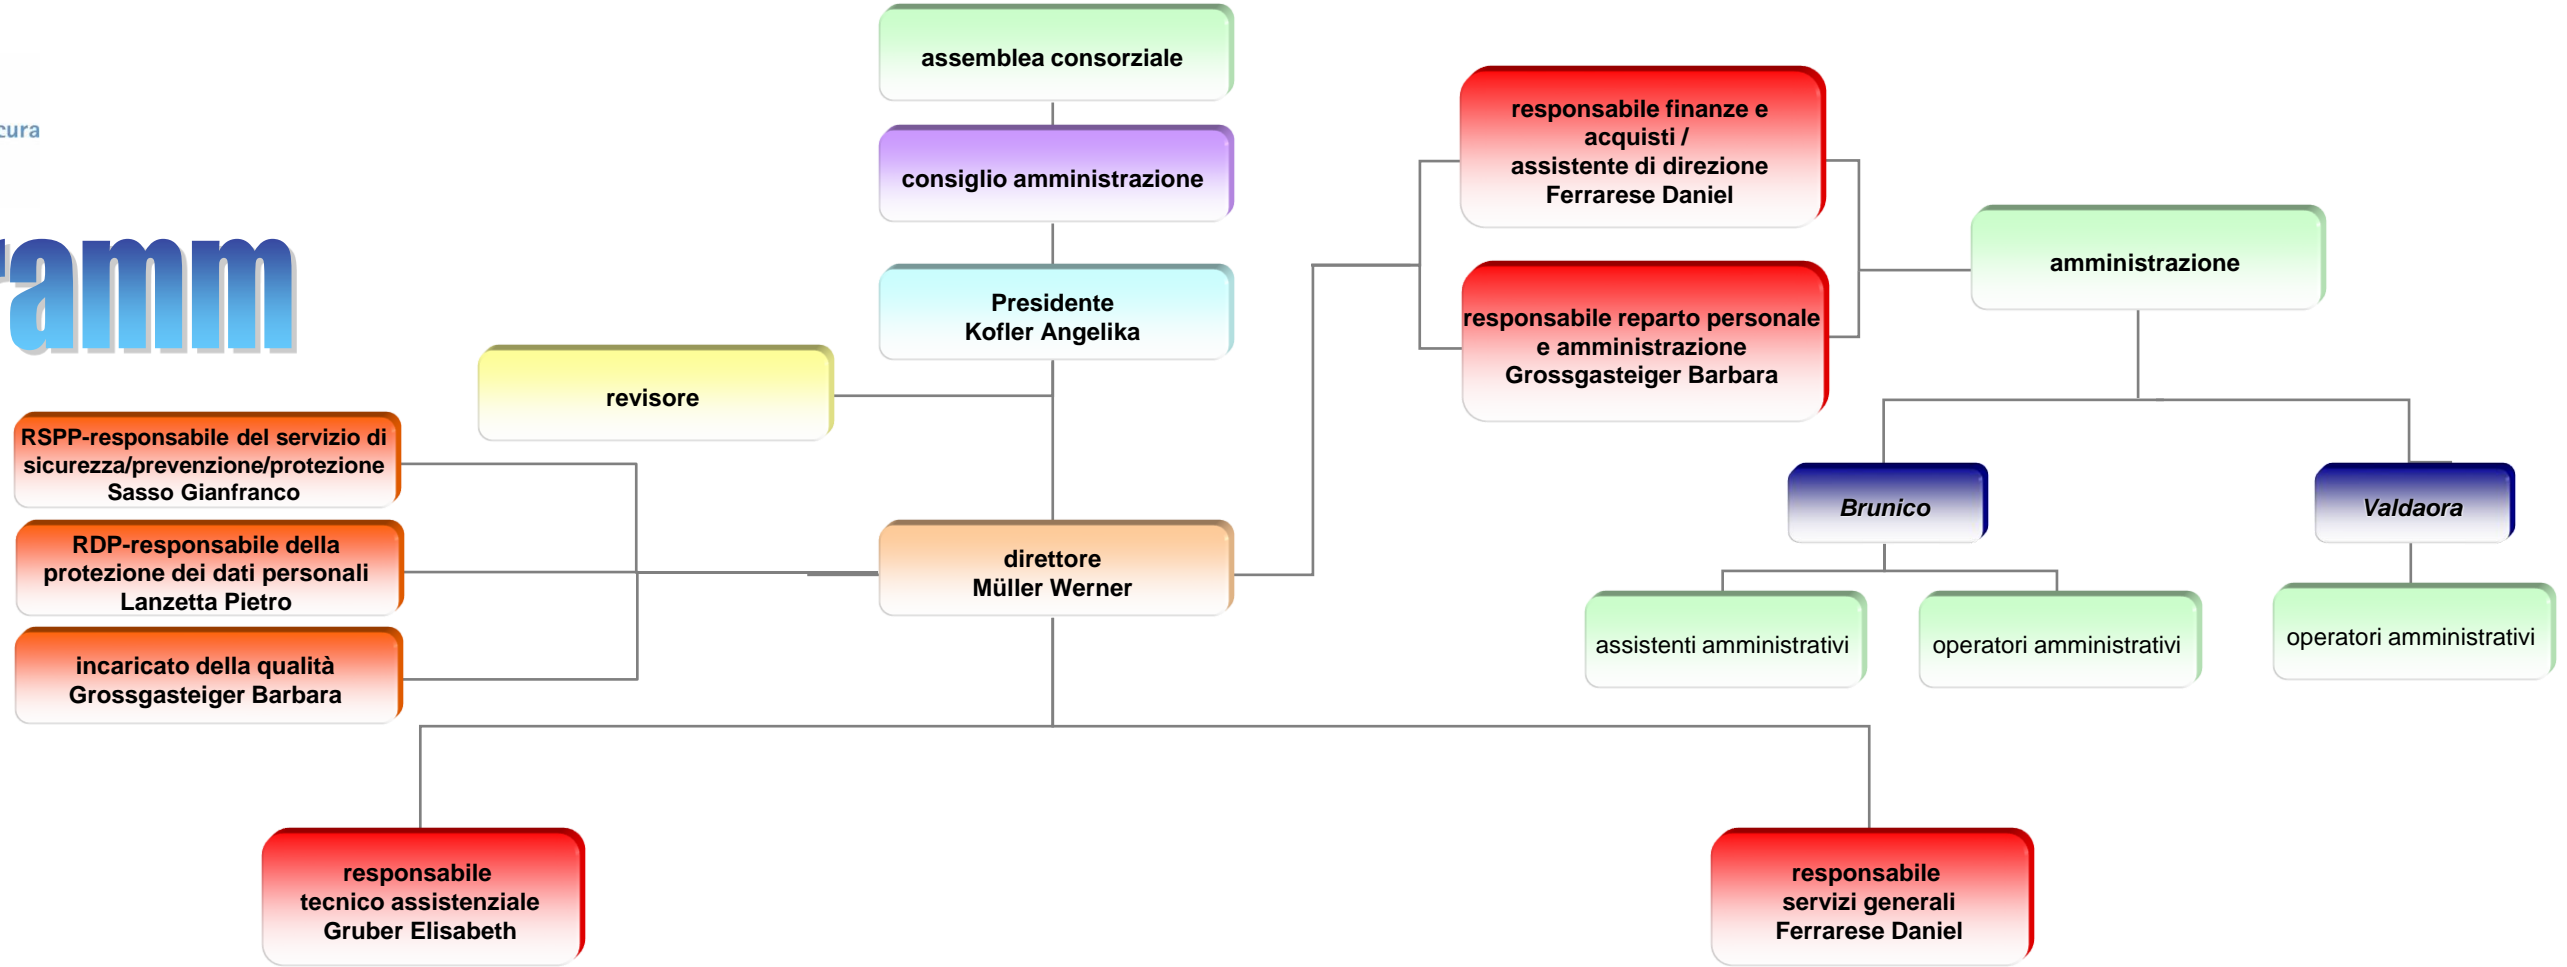 assemblea consorziale
consiglio amministrazione
Presidente
Kofler Angelika
revisore
RSPP-responsabile del servizio di
sicurezza/prevenzione/protezione
Sasso Gianfranco
RDP-responsabile della
protezione dei dati personali
Lanzetta Pietro
incaricato della qualità
Grossgasteiger Barbara
direttore
Müller Werner
responsabile finanze e
acquisti /
assistente di direzione
Ferrarese Daniel
responsabile reparto personale
e amministrazione
Grossgasteiger Barbara
amministrazione
Brunico
Valdaora
assistenti amministrativi
operatori amministrativi
operatori amministrativi
responsabile
tecnico assistenziale
Gruber Elisabeth
responsabile
servizi generali
Ferrarese Daniel